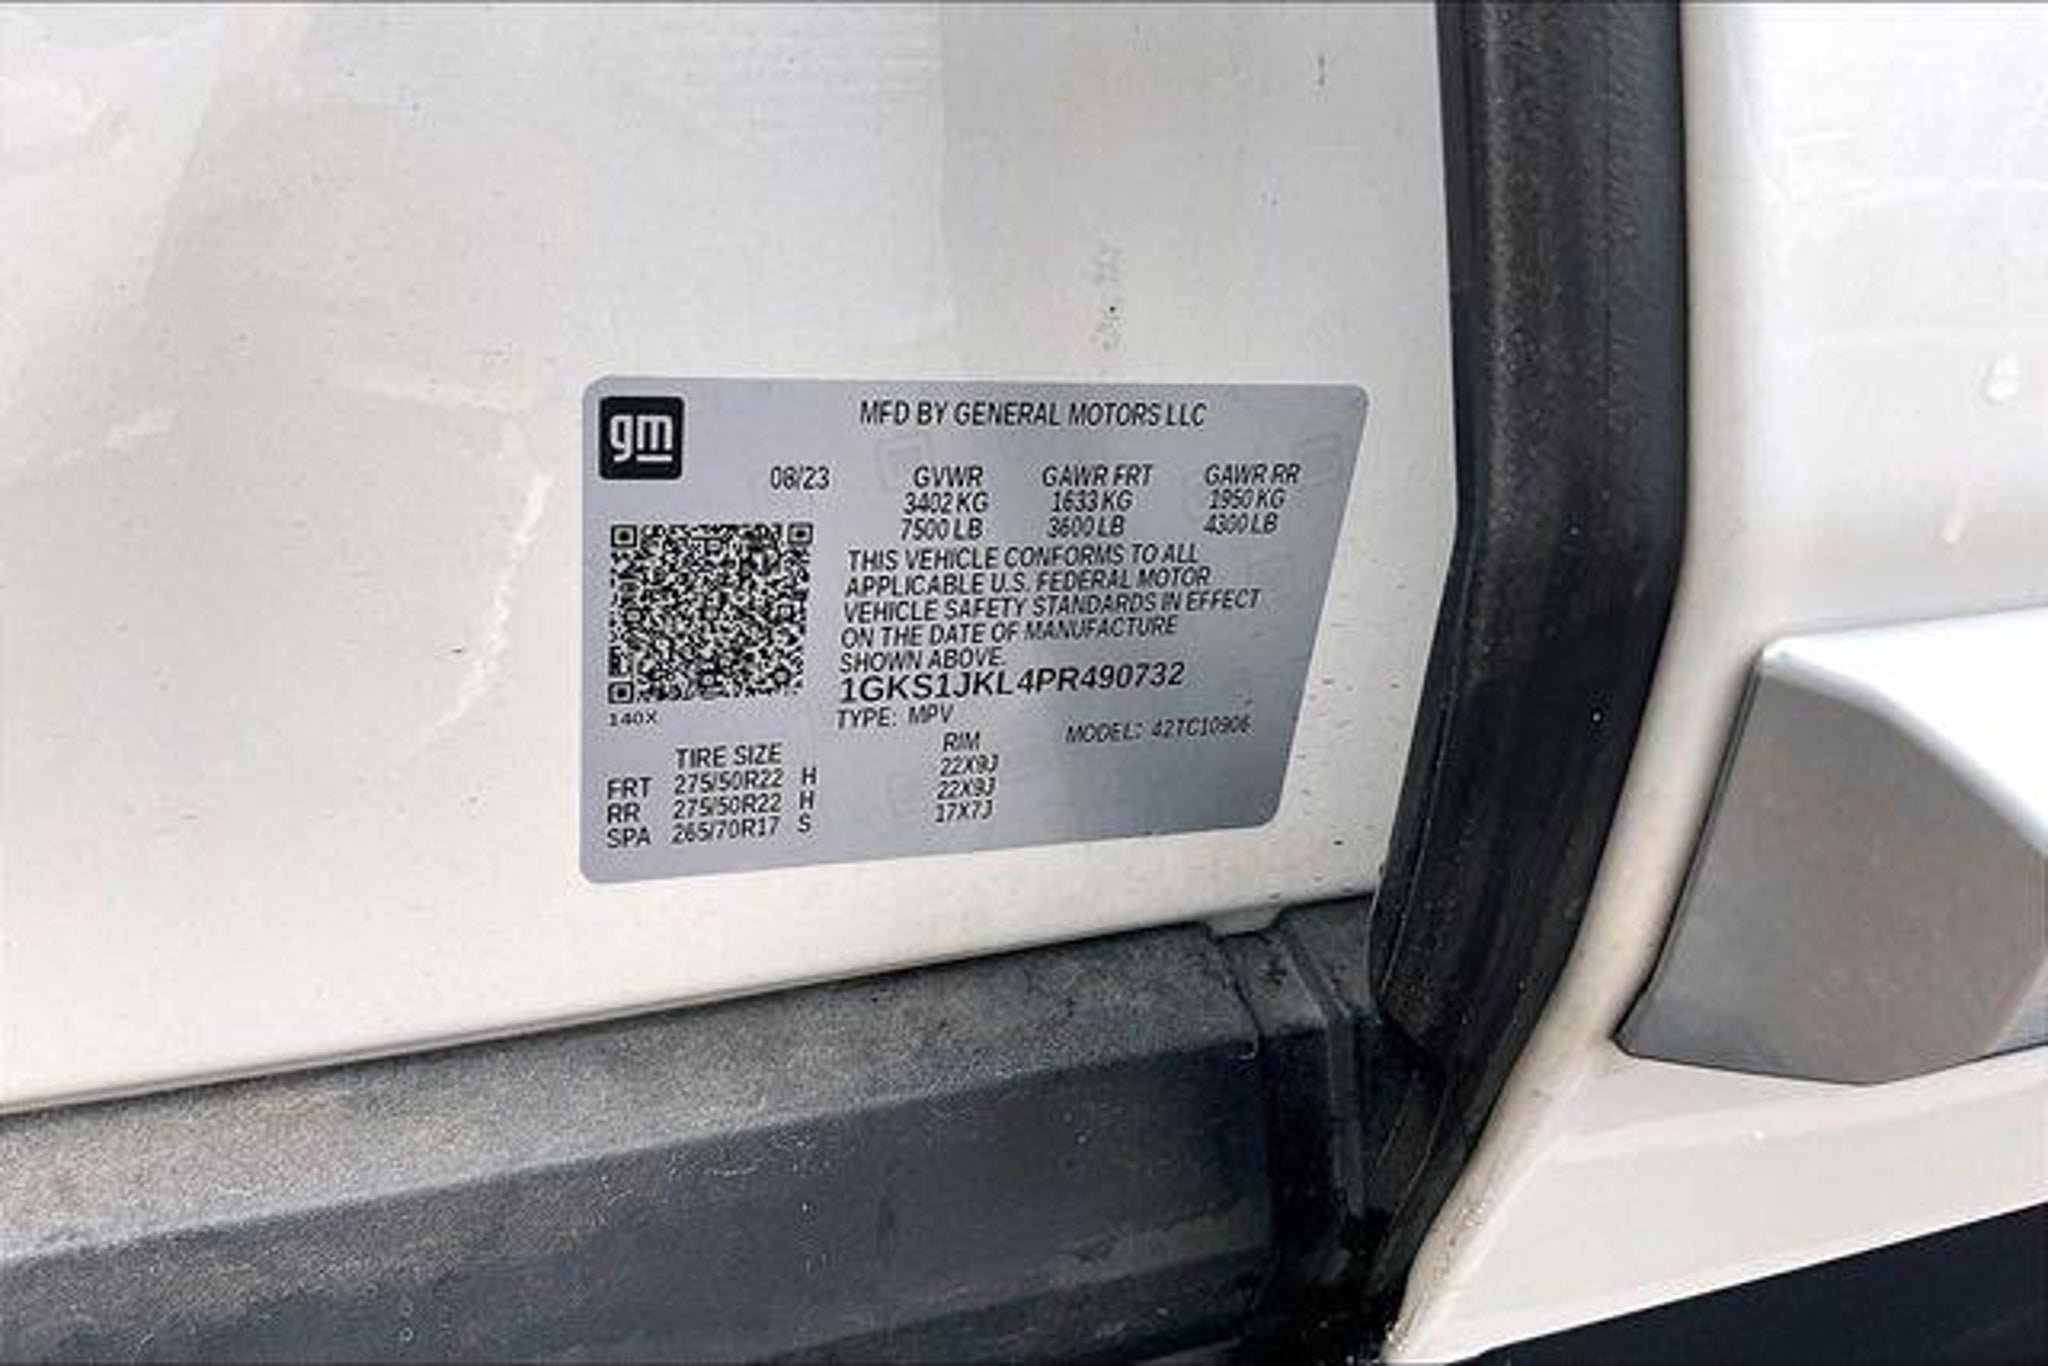 gm
MFD BY GENERAL MOTORS LLC
08/23 GVWR GAWR FRT GAWR RR
3402 KG 1633 KG 1950 KG
7500 LB 3600 LB 4300 LB
THIS VEHICLE CONFORMS TO ALL
APPLICABLE U.S. FEDERAL MOTOR
VEHICLE SAFETY STANDARDS IN EFFECT
ON THE DATE OF MANUFACTURE
SHOWN ABOVE.
1GKS1JKL4PR490732
140X
TYPE: MPV MODEL: 42TC10906
TIRE SIZE RIM
FRT 275/50R22 H 22X9J
RR 275/50R22 H 22X9J
SPA 265/70R17 S 17X7J